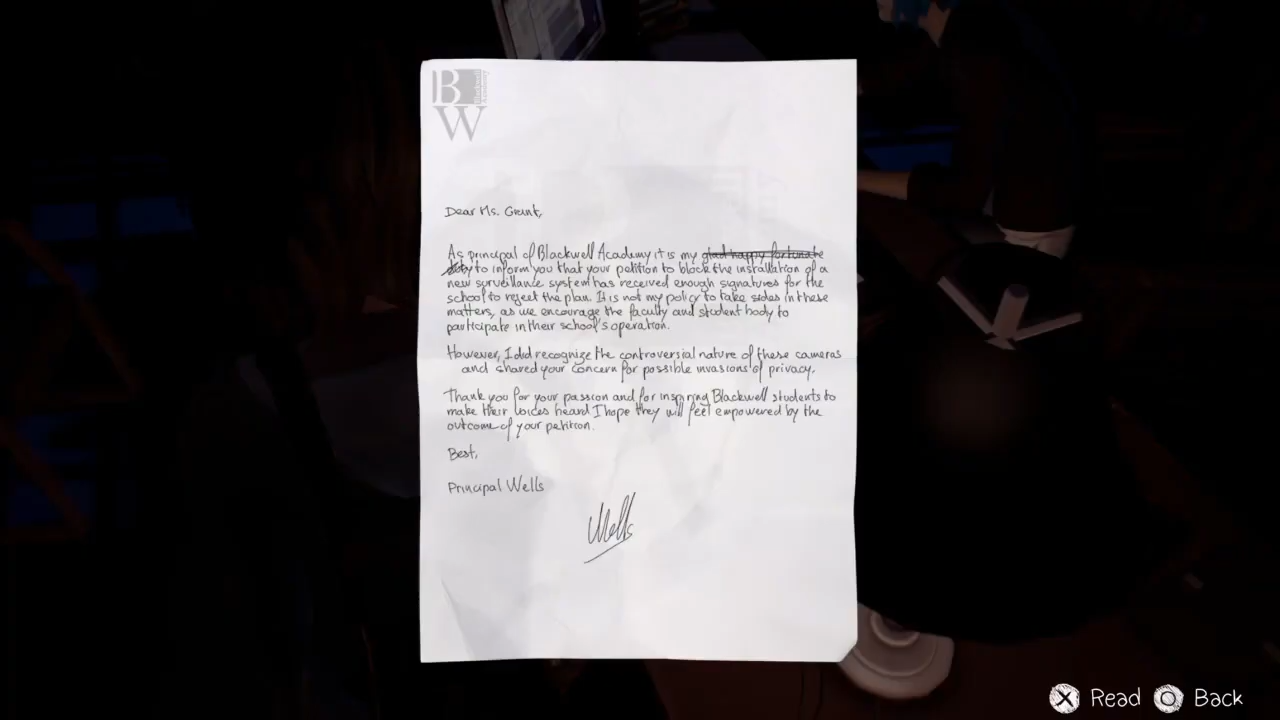 BW
Blackwell
Academy
Dear Ms. Grant,
As principal of Blackwell Academy it is my glad happy fortunate
duty to inform you that your petition to block the installation of a
new surveillance system has received enough signatures for the
school to reject the plan. It is not my policy to take sides in these
matters, as we encourage the faculty and student body to
participate in their school's operation.
However, I did recognize the controversial nature of these cameras
and shared your concern for possible invasions of privacy.
Thank you for your passion and for inspiring Blackwell students to
make their voices heard I hope they will feel empowered by the
outcome of your petition.
Best,
Principal Wells
Wells
Read Back